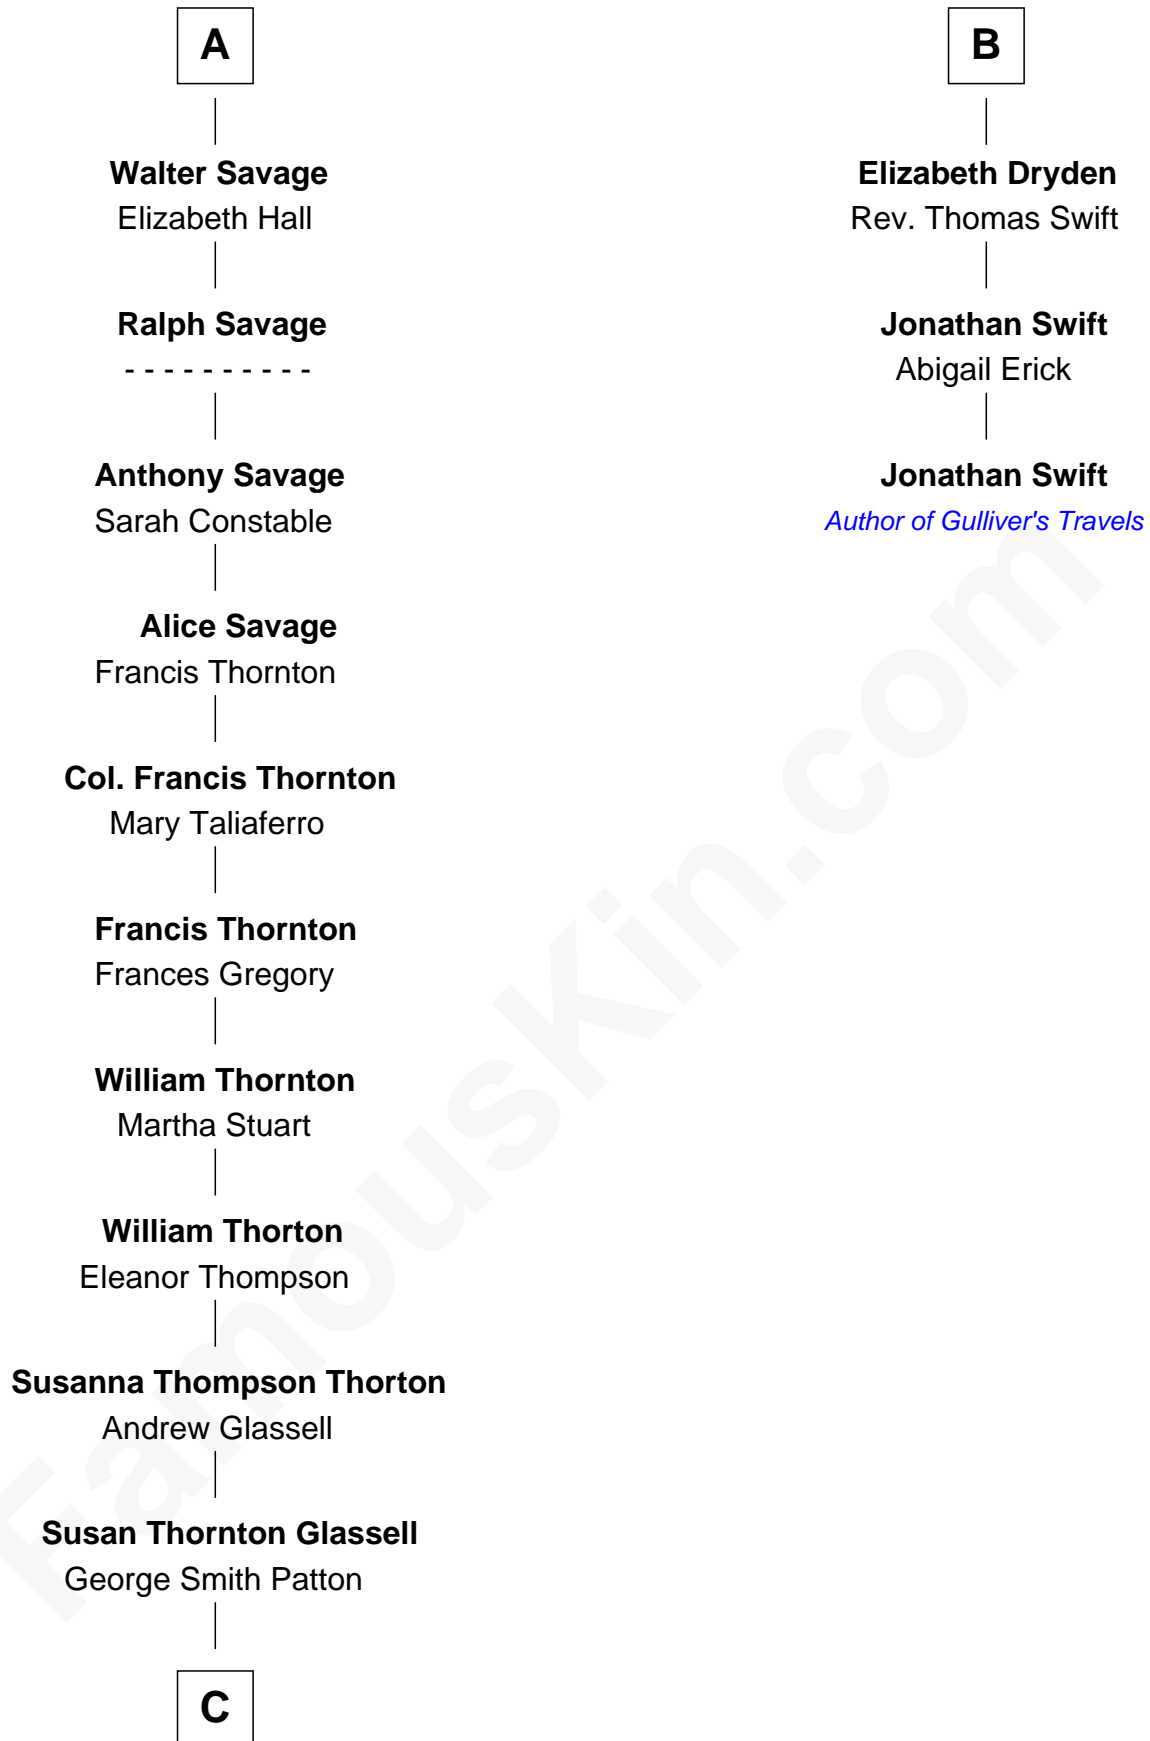 A
Walter Savage
Elizabeth Hall
Ralph Savage
- - - - - - - - - -
Anthony Savage
Sarah Constable
Alice Savage
Francis Thornton
Col. Francis Thornton
Mary Taliaferro
Francis Thornton
Frances Gregory
William Thornton
Martha Stuart
William Thorton
Eleanor Thompson
Susanna Thompson Thorton
Andrew Glassell
Susan Thornton Glassell
George Smith Patton
C
B
Elizabeth Dryden
Rev. Thomas Swift
Jonathan Swift
Abigail Erick
Jonathan Swift
Author of Gulliver's Travels
FamousKin.com